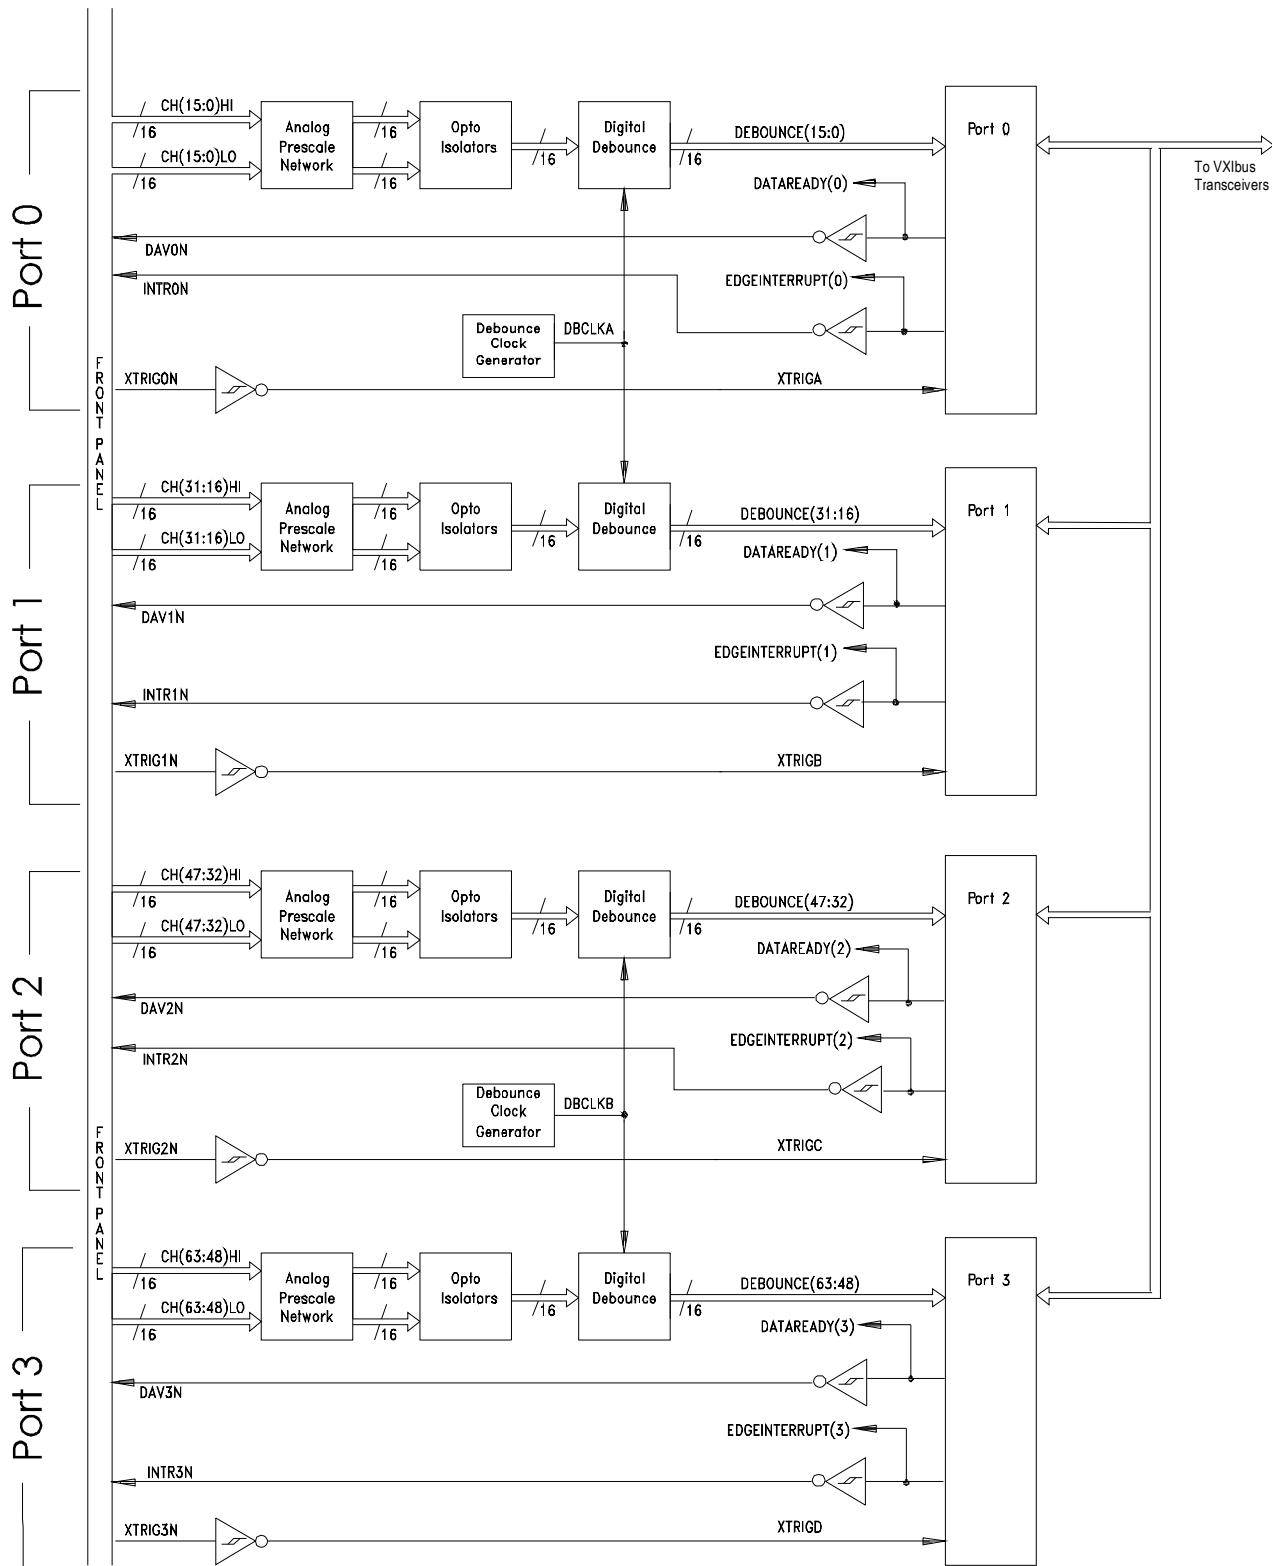 Port 0
CH(15:0)HI
/16
CH(15:0)LO
/16
Analog
Prescale
Network
/16
/16
Opto
Isolators
/16
Digital
Debounce
/16
DEBOUNCE(15:0)
Port 0
To VXIbus
Transceivers
DATAREADY(0)
DAV0N
EDGEINTERRUPT(0)
INTR0N
Debounce
Clock
Generator
DBCLKA
XTRIG0N
XTRIGA
FRONT PANEL
Port 1
CH(31:16)HI
/16
CH(31:16)LO
/16
Analog
Prescale
Network
/16
/16
Opto
Isolators
/16
Digital
Debounce
/16
DEBOUNCE(31:16)
Port 1
DATAREADY(1)
DAV1N
EDGEINTERRUPT(1)
INTR1N
XTRIG1N
XTRIGB
Port 2
CH(47:32)HI
/16
CH(47:32)LO
/16
Analog
Prescale
Network
/16
/16
Opto
Isolators
/16
Digital
Debounce
/16
DEBOUNCE(47:32)
Port 2
DATAREADY(2)
DAV2N
EDGEINTERRUPT(2)
INTR2N
Debounce
Clock
Generator
DBCLKB
XTRIG2N
XTRIGC
FRONT PANEL
Port 3
CH(63:48)HI
/16
CH(63:48)LO
/16
Analog
Prescale
Network
/16
/16
Opto
Isolators
/16
Digital
Debounce
/16
DEBOUNCE(63:48)
Port 3
DATAREADY(3)
DAV3N
EDGEINTERRUPT(3)
INTR3N
XTRIG3N
XTRIGD